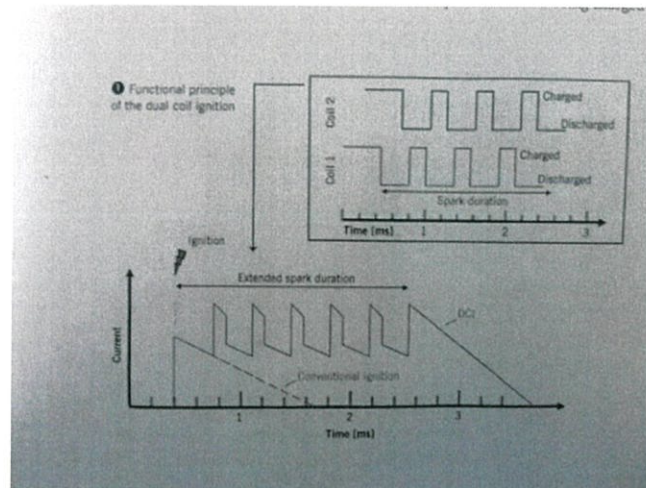 1 Functional principle
of the dual coil ignition
Coil 2
Charged
Discharged
Coil 1
Charged
Discharged
Spark duration
Time [ms]
1
2
3
Ignition
Extended spark duration
Current
DCI
Conventional ignition
1
2
3
Time [ms]